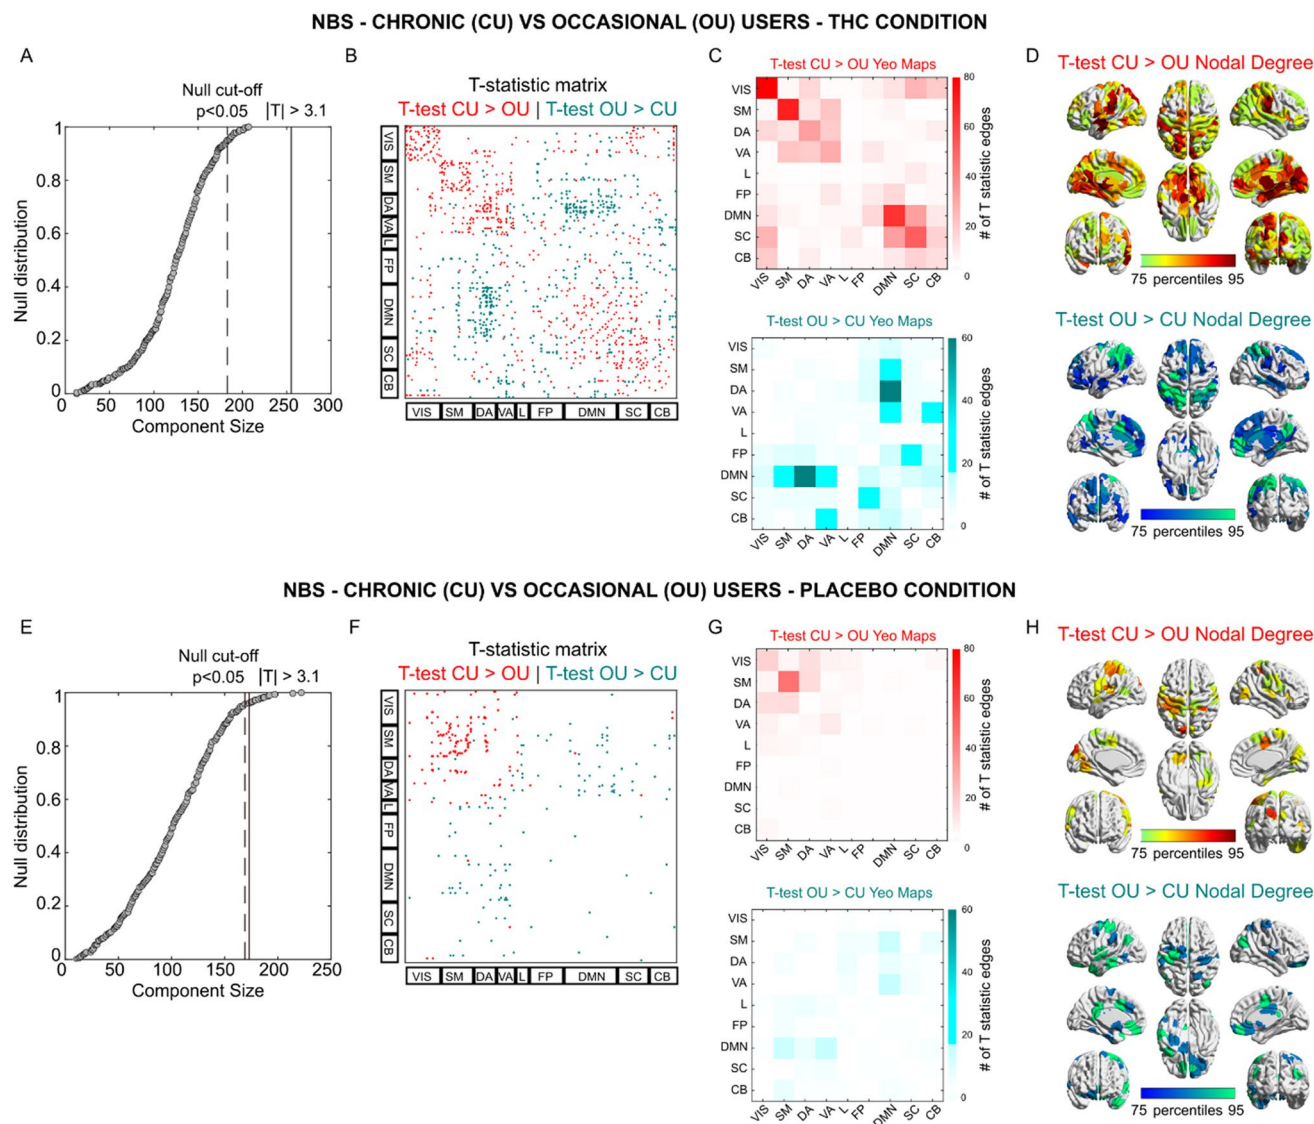 NBS - CHRONIC (CU) VS OCCASIONAL (OU) USERS - THC CONDITION
A
Null cut-off
p<0.05 |T| > 3.1
Null distribution
1
0.8
0.6
0.4
0.2
0
0 50 100 150 200 250 300
Component Size
B
T-statistic matrix
T-test CU > OU | T-test OU > CU
VIS
SM
DA
VA
L
FP
DMN
SC
CB
VIS SM DA VA L FP DMN SC CB
C
T-test CU > OU Yeo Maps
VIS
SM
DA
VA
L
FP
DMN
SC
CB
VIS SM DA VA L FP DMN SC CB
80
60
40
20
0
# of T statistic edges
T-test OU > CU Yeo Maps
VIS
SM
DA
VA
L
FP
DMN
SC
CB
VIS SM DA VA L FP DMN SC CB
60
40
20
0
# of T statistic edges
D
T-test CU > OU Nodal Degree
75 percentiles 95
T-test OU > CU Nodal Degree
75 percentiles 95
NBS - CHRONIC (CU) VS OCCASIONAL (OU) USERS - PLACEBO CONDITION
E
Null cut-off
p<0.05 |T| > 3.1
Null distribution
1
0.8
0.6
0.4
0.2
0
0 50 100 150 200 250
Component Size
F
T-statistic matrix
T-test CU > OU | T-test OU > CU
VIS
SM
DA
VA
L
FP
DMN
SC
CB
VIS SM DA VA L FP DMN SC CB
G
T-test CU > OU Yeo Maps
VIS
SM
DA
VA
L
FP
DMN
SC
CB
VIS SM DA VA L FP DMN SC CB
80
60
40
20
0
# of T statistic edges
T-test OU > CU Yeo Maps
VIS
SM
DA
VA
L
FP
DMN
SC
CB
VIS SM DA VA L FP DMN SC CB
60
40
20
0
# of T statistic edges
H
T-test CU > OU Nodal Degree
75 percentiles 95
T-test OU > CU Nodal Degree
75 percentiles 95